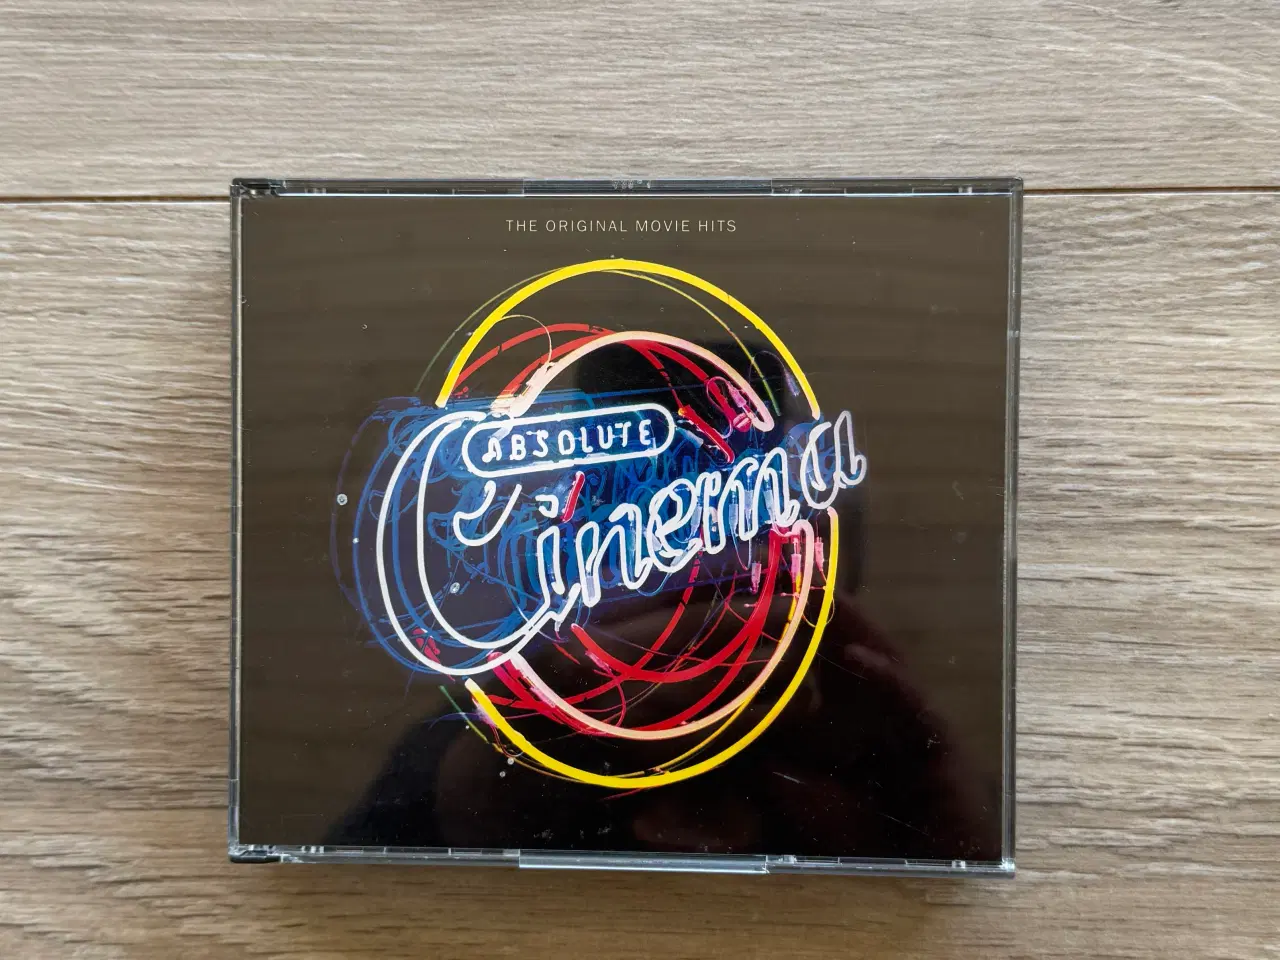 THE ORIGINAL MOVIE HITS
ABSOLUTE
Cinema